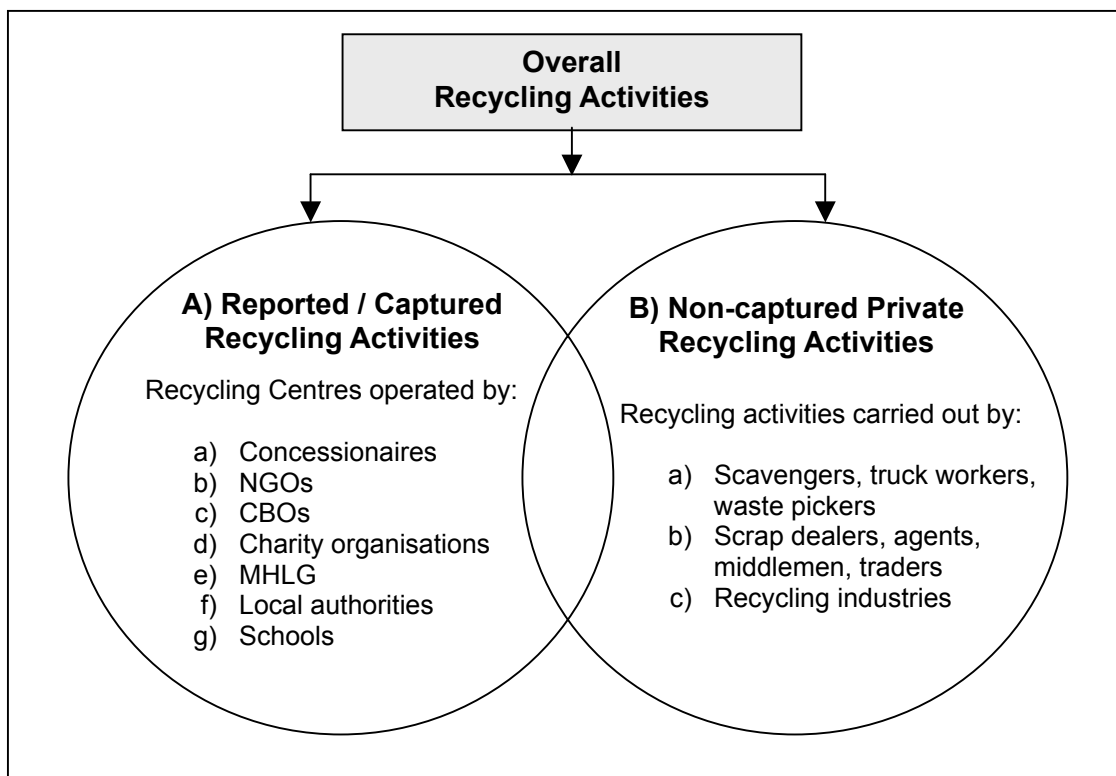 Overall
Recycling Activities
A) Reported / Captured
Recycling Activities
Recycling Centres operated by:
a) Concessionaires
b) NGOs
c) CBOs
d) Charity organisations
e) MHLG
f) Local authorities
g) Schools
B) Non-captured Private
Recycling Activities
Recycling activities carried out by:
a) Scavengers, truck workers,
waste pickers
b) Scrap dealers, agents,
middlemen, traders
c) Recycling industries